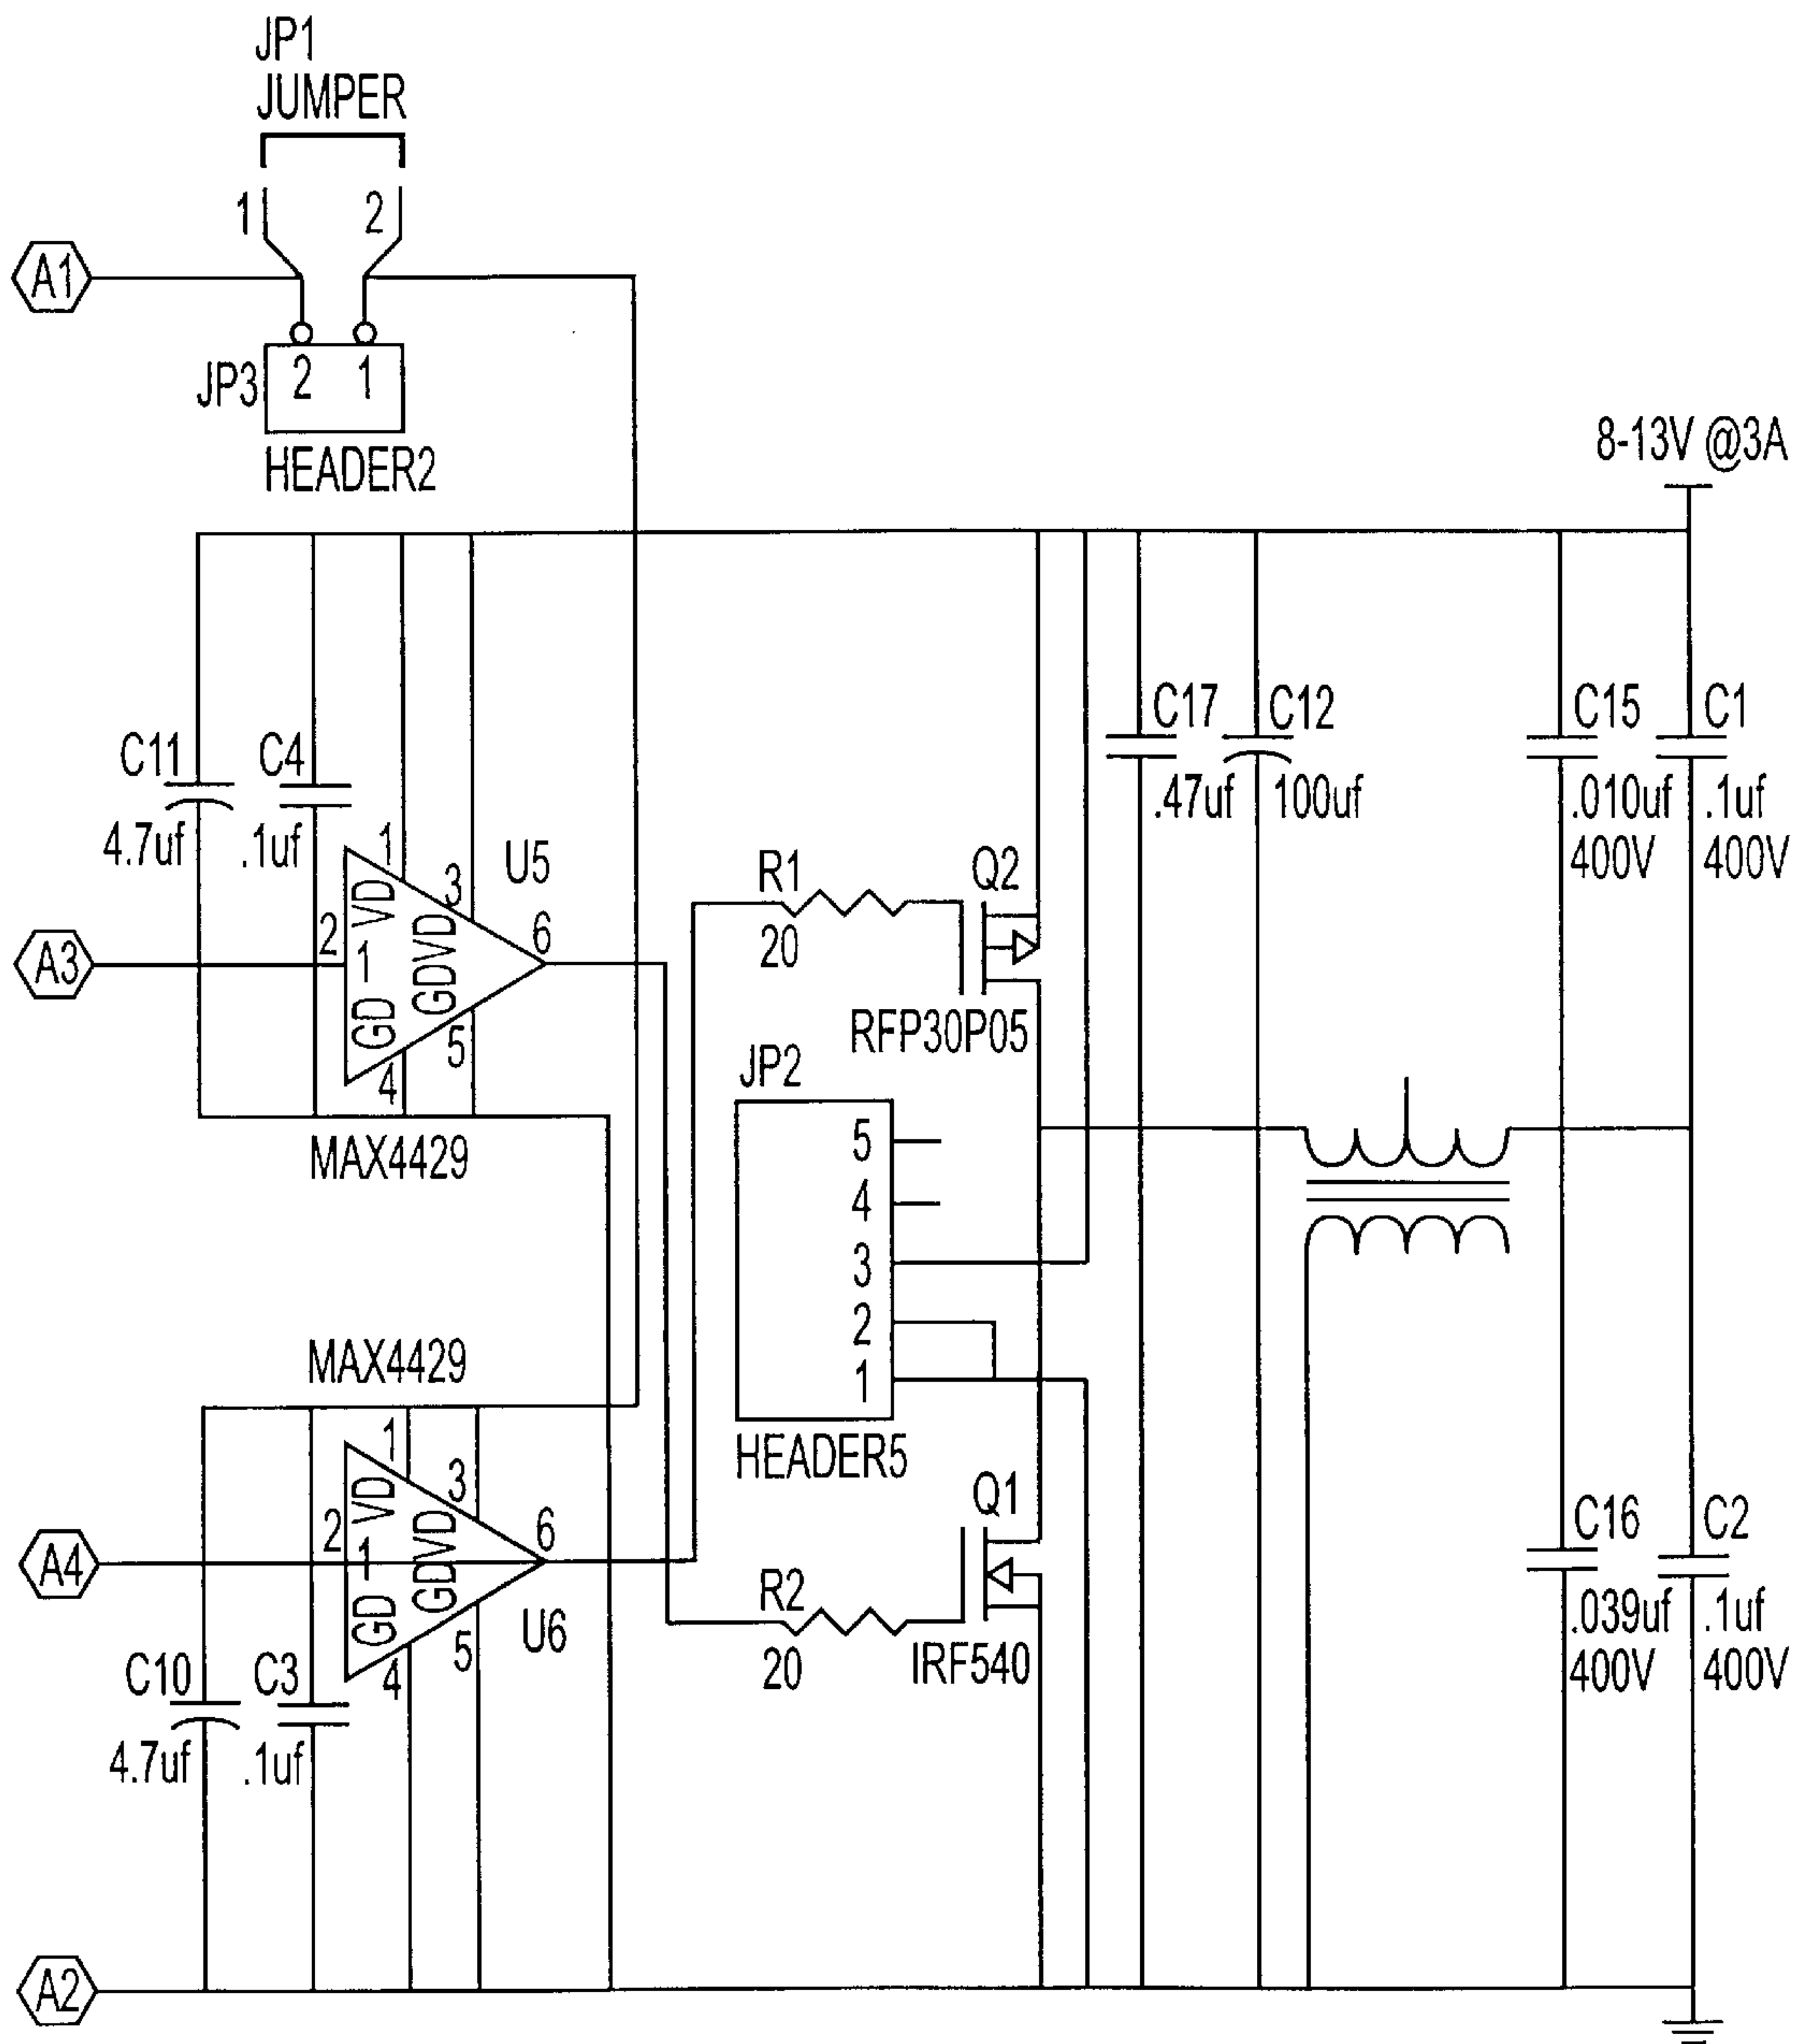 JP1
JUMPER
1
2
A1
2
1
JP3
HEADER2
8-13V @3A
C11
4.7uf
C4
.1uf
C17
.47uf
C12
100uf
C15
.010uf
400V
C1
.1uf
400V
1
VD
3
U5
2
1
GDVD
6
GD
4
5
MAX4429
A3
R1
20
Q2
RFP30P05
JP2
5
4
3
2
1
HEADER5
MAX4429
1
VD
3
2
1
GDVD
6
GD
4
5
U6
A4
C10
4.7uf
C3
.1uf
R2
20
Q1
IRF540
C16
.039uf
400V
C2
.1uf
400V
A2